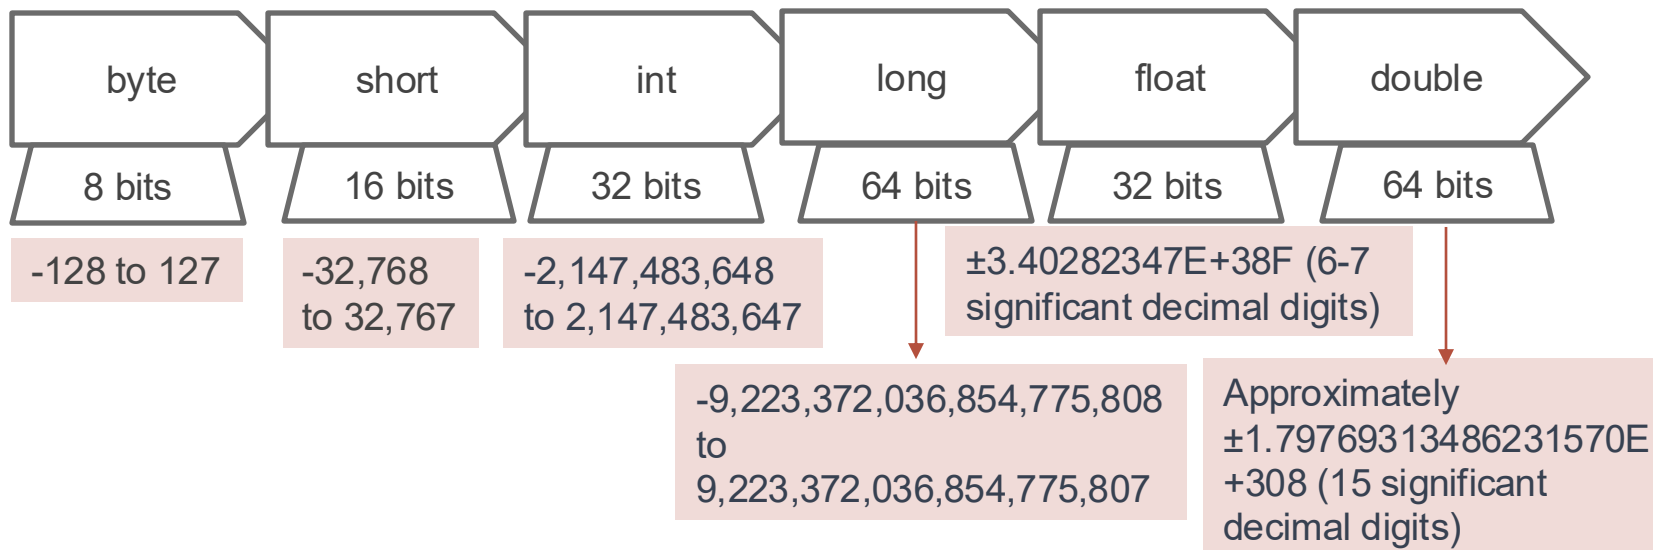 byte
short
int
long
float
double
8 bits
16 bits
32 bits
64 bits
32 bits
64 bits
-128 to 127
-32,768
to 32,767
-2,147,483,648
to 2,147,483,647
±3.40282347E+38F (6-7
significant decimal digits)
-9,223,372,036,854,775,808
to
9,223,372,036,854,775,807
Approximately
±1.79769313486231570E
+308 (15 significant
decimal digits)